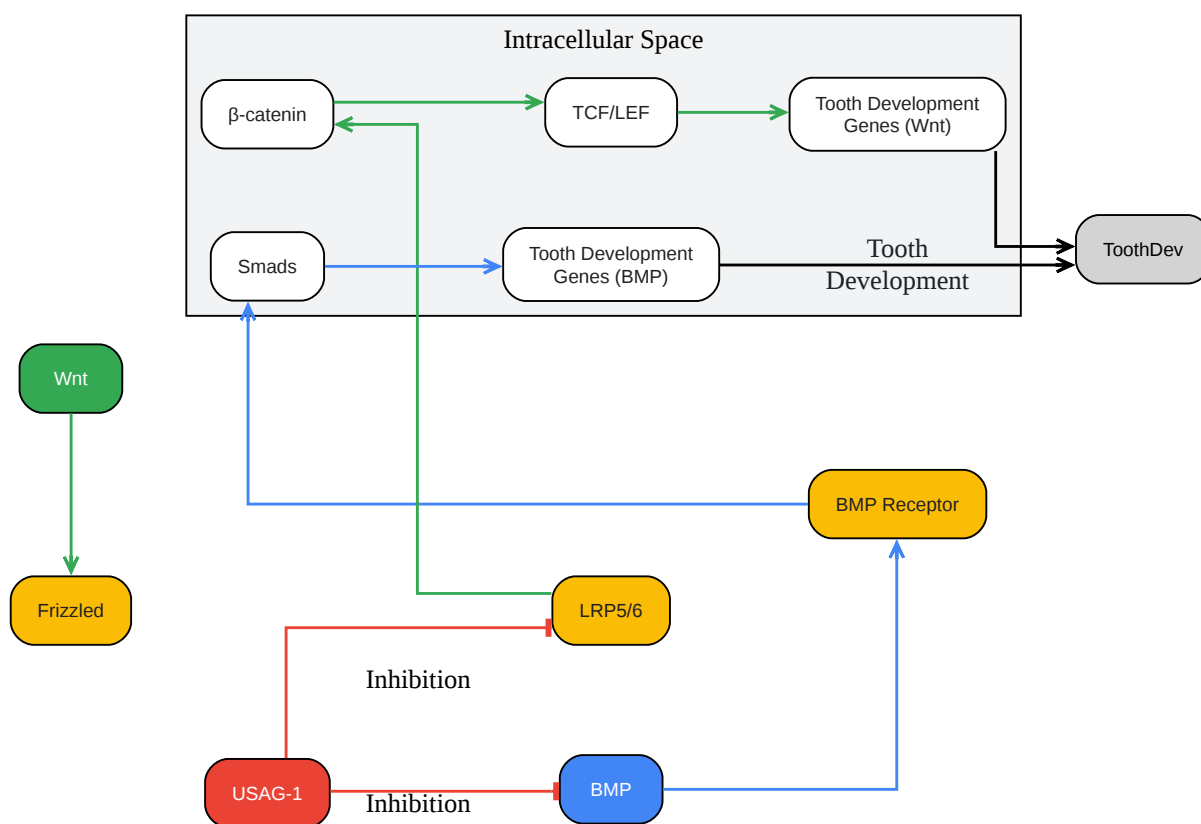 Intracellular Space
β-catenin
TCF/LEF
Tooth Development
Genes (Wnt)
Smads
Tooth Development
Genes (BMP)
Tooth
Development
ToothDev
Wnt
BMP Receptor
Frizzled
LRP5/6
Inhibition
USAG-1
Inhibition
BMP